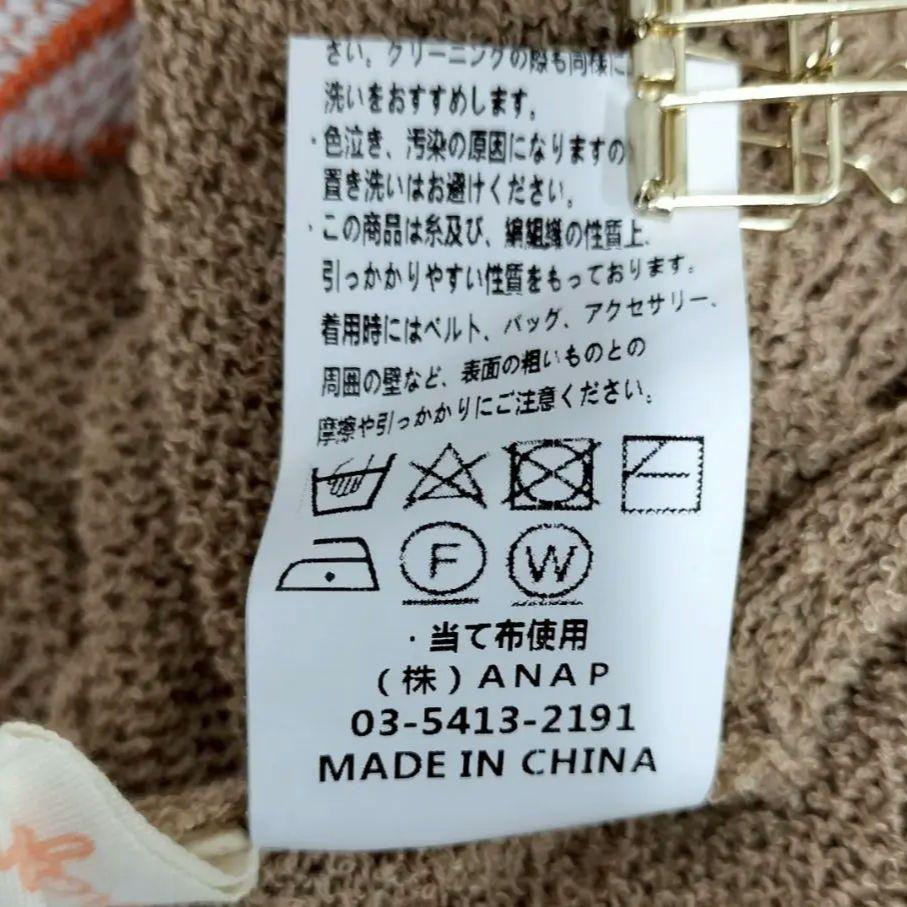 さい。クリーニングの際も同様に
洗いをおすすめします。
・色泣き、汚染の原因になりますの
置き洗いはお避けください。
・この商品は糸及び、編組織の性質上、
引っかかりやすい性質をもっております。
着用時にはベルト、バッグ、アクセサリー、
周囲の壁など、表面の粗いものとの
摩擦や引っかかりにご注意ください。
F W
・当て布使用
(株)ANAP
03-5413-2191
MADE IN CHINA